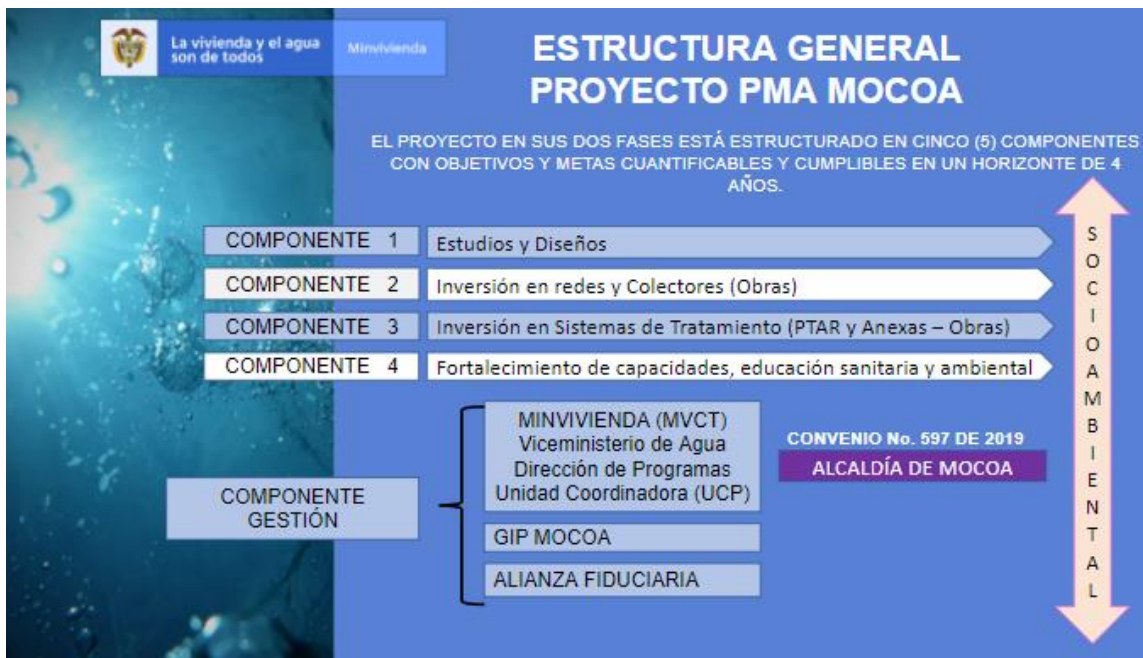 La vivienda y el agua
son de todos
Minvivienda
ESTRUCTURA GENERAL
PROYECTO PMA MOCOA
EL PROYECTO EN SUS DOS FASES ESTÁ ESTRUCTURADO EN CINCO (5) COMPONENTES
CON OBJETIVOS Y METAS CUANTIFICABLES Y CUMPLIBLES EN UN HORIZONTE DE 4
AÑOS.
COMPONENTE 1
Estudios y Diseños
COMPONENTE 2
Inversión en redes y Colectores (Obras)
COMPONENTE 3
Inversión en Sistemas de Tratamiento (PTAR y Anexas – Obras)
COMPONENTE 4
Fortalecimiento de capacidades, educación sanitaria y ambiental
COMPONENTE
GESTIÓN
MINVIVIENDA (MVCT)
Viceministerio de Agua
Dirección de Programas
Unidad Coordinadora (UCP)
GIP MOCOA
ALIANZA FIDUCIARIA
CONVENIO No. 597 DE 2019
ALCALDÍA DE MOCOA
SOCIOAMBIENTAL